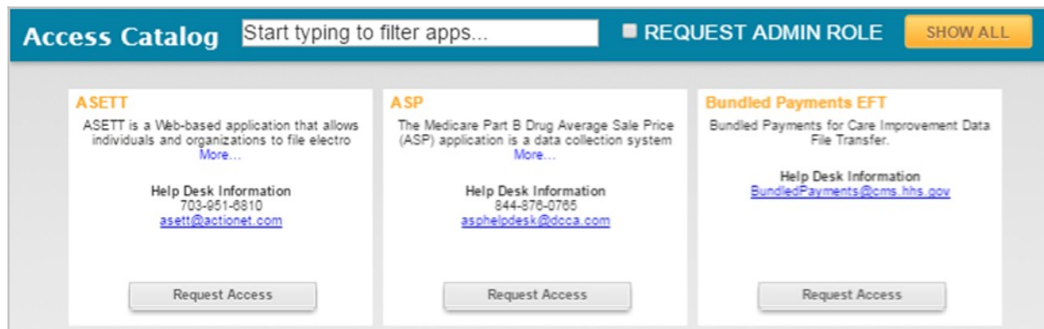 Access Catalog Start typing to filter apps... REQUEST ADMIN ROLE SHOW ALL
ASETT
ASETT is a Web-based application that allows
individuals and organizations to file electro
More...
Help Desk Information
703-951-6810
asett@actionet.com
Request Access
ASP
The Medicare Part B Drug Average Sale Price
(ASP) application is a data collection system
More...
Help Desk Information
844-876-0765
asphelpdesk@dcca.com
Request Access
Bundled Payments EFT
Bundled Payments for Care Improvement Data
File Transfer.
Help Desk Information
BundledPayments@cms.hhs.gov
Request Access